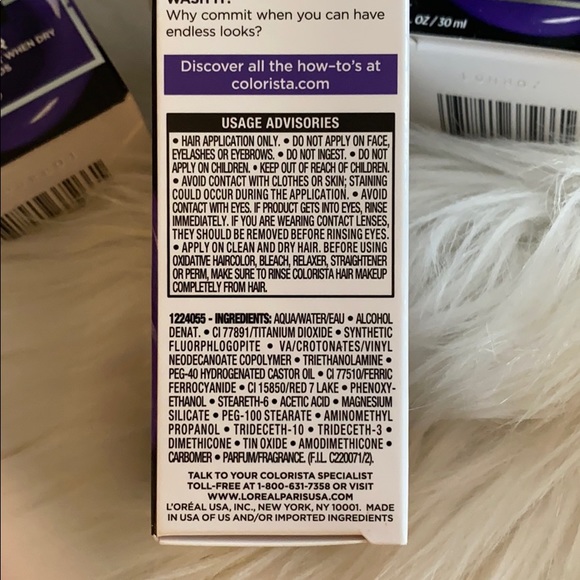 WASH IT!
Why commit when you can have
endless looks?
Discover all the how-to's at
colorista.com
USAGE ADVISORIES
• HAIR APPLICATION ONLY. • DO NOT APPLY ON FACE,
EYELASHES OR EYEBROWS. • DO NOT INGEST. • DO NOT
APPLY ON CHILDREN. • KEEP OUT OF REACH OF CHILDREN.
• AVOID CONTACT WITH CLOTHES OR SKIN; STAINING
COULD OCCUR DURING THE APPLICATION. • AVOID
CONTACT WITH EYES. IF PRODUCT GETS INTO EYES, RINSE
IMMEDIATELY. IF YOU ARE WEARING CONTACT LENSES,
THEY SHOULD BE REMOVED BEFORE RINSING EYES.
• APPLY ON CLEAN AND DRY HAIR. BEFORE USING
OXIDATIVE HAIRCOLOR, BLEACH, RELAXER, STRAIGHTENER
OR PERM, MAKE SURE TO RINSE COLORISTA HAIR MAKEUP
COMPLETELY FROM HAIR.
1224055 - INGREDIENTS: AQUA/WATER/EAU • ALCOHOL
DENAT. • CI 77891/TITANIUM DIOXIDE • SYNTHETIC
FLUORPHLOGOPITE • VA/CROTONATES/VINYL
NEODECANOATE COPOLYMER • TRIETHANOLAMINE •
PEG-40 HYDROGENATED CASTOR OIL • CI 77510/FERRIC
FERROCYANIDE • CI 15850/RED 7 LAKE • PHENOXY-
ETHANOL • STEARETH-6 • ACETIC ACID • MAGNESIUM
SILICATE • PEG-100 STEARATE • AMINOMETHYL
PROPANOL • TRIDECETH-10 • TRIDECETH-3 •
DIMETHICONE • TIN OXIDE • AMODIMETHICONE •
CARBOMER • PARFUM/FRAGRANCE. (F.I.L. C220071/2).
TALK TO YOUR COLORISTA SPECIALIST
TOLL-FREE AT 1-800-631-7358 OR VISIT
WWW.LOREALPARISUSA.COM
L'ORÉAL USA, INC., NEW YORK, NY 10001. MADE
IN USA OF US AND/OR IMPORTED INGREDIENTS
WHEN DRY
OZ / 30 ml